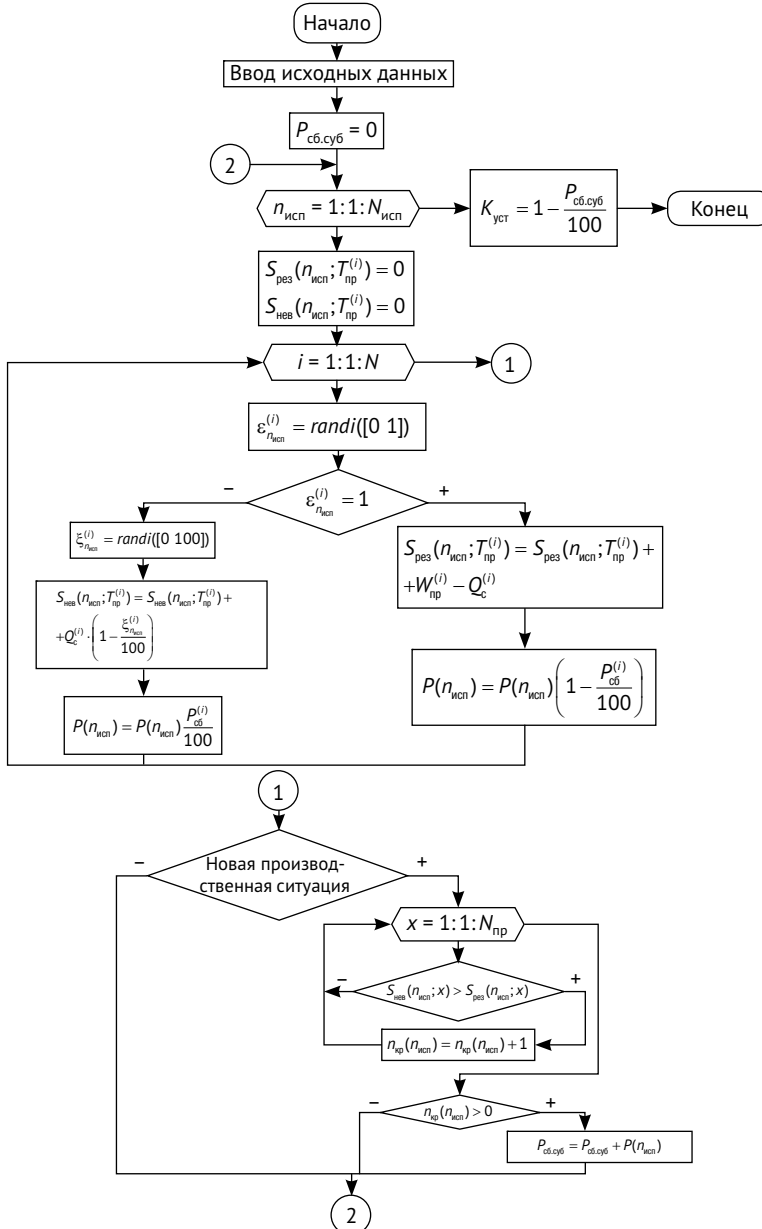 Начало
Ввод исходных данных
P_сб.суб = 0
2
n_исп = 1:1:N_исп
K_уст = 1 − P_сб.суб / 100
Конец
S_рез(n_исп; T_пр^(i)) = 0
S_нев(n_исп; T_пр^(i)) = 0
i = 1:1:N
1
ε_n_исп^(i) = randi([0 1])
−
ε_n_исп^(i) = 1
+
ξ_n_исп^(i) = randi([0 100])
S_нев(n_исп; T_пр^(i)) = S_нев(n_исп; T_пр^(i)) +
+Q_с^(i) · (1 − ξ_n_исп^(i) / 100)
P(n_исп) = P(n_исп) P_сб^(i) / 100
S_рез(n_исп; T_пр^(i)) = S_рез(n_исп; T_пр^(i)) +
+W_пр^(i) − Q_с^(i)
P(n_исп) = P(n_исп) (1 − P_сб^(i) / 100)
1
−
Новая производ-
ственная ситуация
+
x = 1:1:N_пр
−
S_нев(n_исп; x) > S_рез(n_исп; x)
+
n_кр(n_исп) = n_кр(n_исп) + 1
−
n_кр(n_исп) > 0
+
P_сб.суб = P_сб.суб + P(n_исп)
2